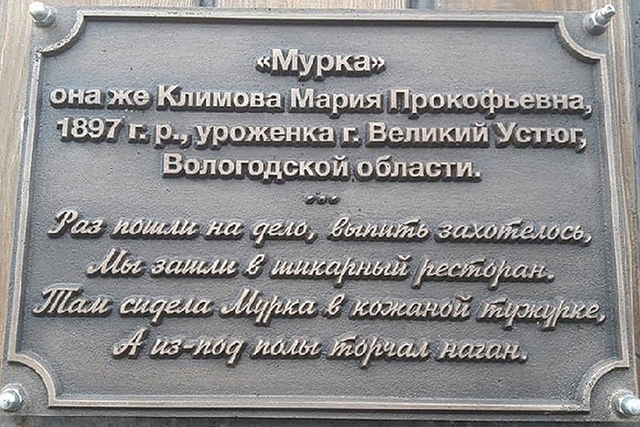 «Мурка»
она же Климова Мария Прокофьевна,
1897 г. р., уроженка г. Великий Устюг,
Вологодской области.
Раз пошли на дело, выпить захотелось,
Мы зашли в шикарный ресторан.
Там сидела Мурка в кожаной тужурке,
А из-под полы торчал наган.